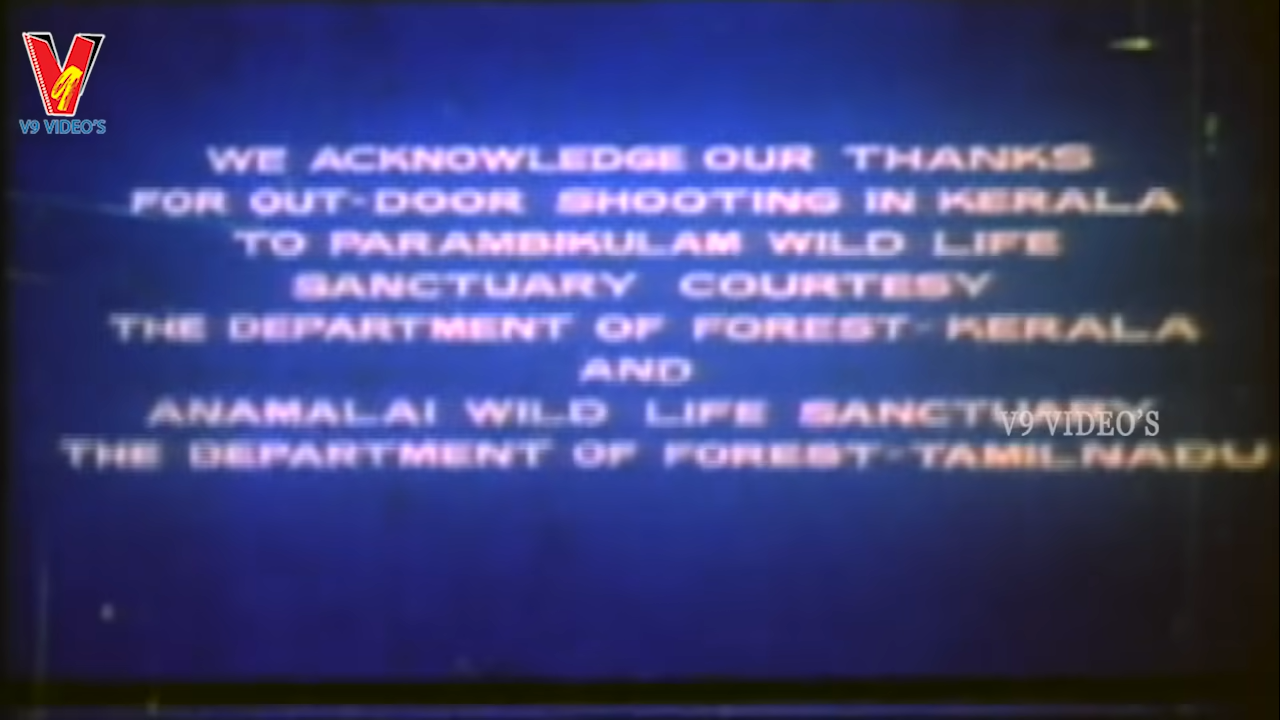 V9 VIDEO'S
WE ACKNOWLEDGE OUR THANKS
FOR OUT-DOOR SHOOTING IN KERALA
TO PARAMBIKULAM WILD LIFE
SANCTUARY COURTESY
THE DEPARTMENT OF FOREST-KERALA
AND
ANAMALAI WILD LIFE SANCTUARY
V9 VIDEO'S
THE DEPARTMENT OF FOREST-TAMILNADU